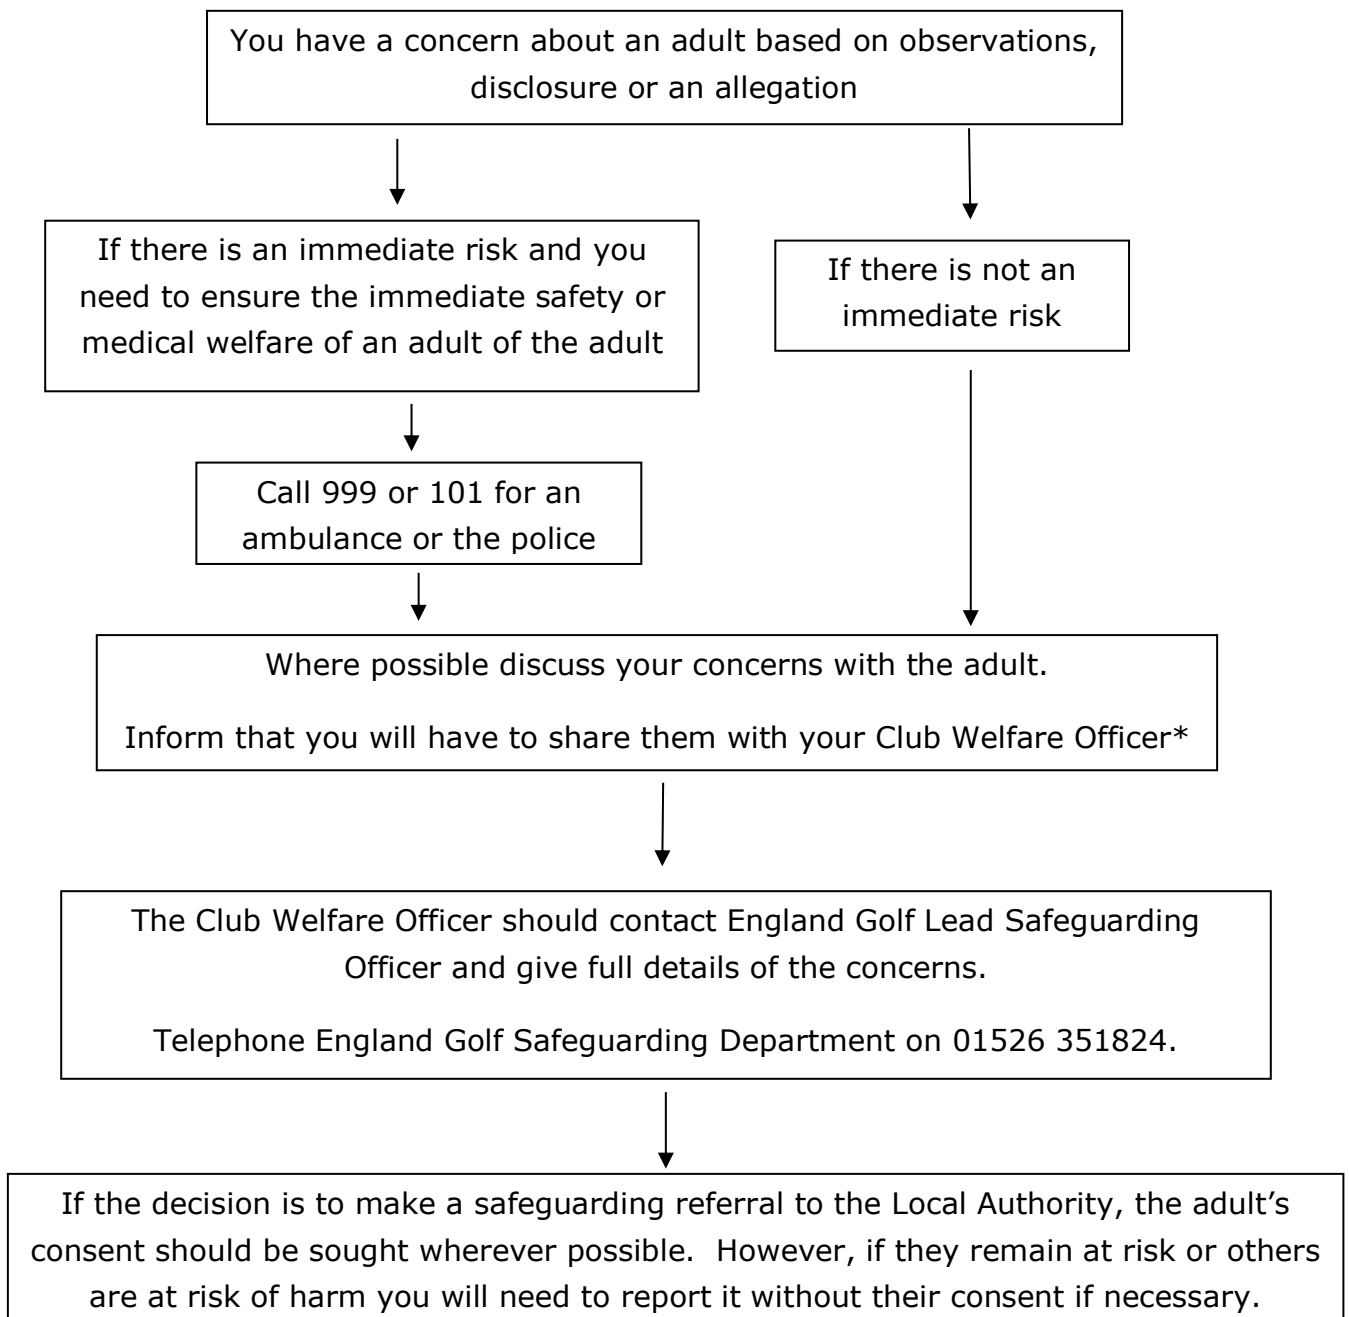 You have a concern about an adult based on observations,
disclosure or an allegation
If there is an immediate risk and you
need to ensure the immediate safety or
medical welfare of an adult of the adult
If there is not an
immediate risk
Call 999 or 101 for an
ambulance or the police
Where possible discuss your concerns with the adult.
Inform that you will have to share them with your Club Welfare Officer*
The Club Welfare Officer should contact England Golf Lead Safeguarding
Officer and give full details of the concerns.
Telephone England Golf Safeguarding Department on 01526 351824.
If the decision is to make a safeguarding referral to the Local Authority, the adult’s
consent should be sought wherever possible.  However, if they remain at risk or others
are at risk of harm you will need to report it without their consent if necessary.